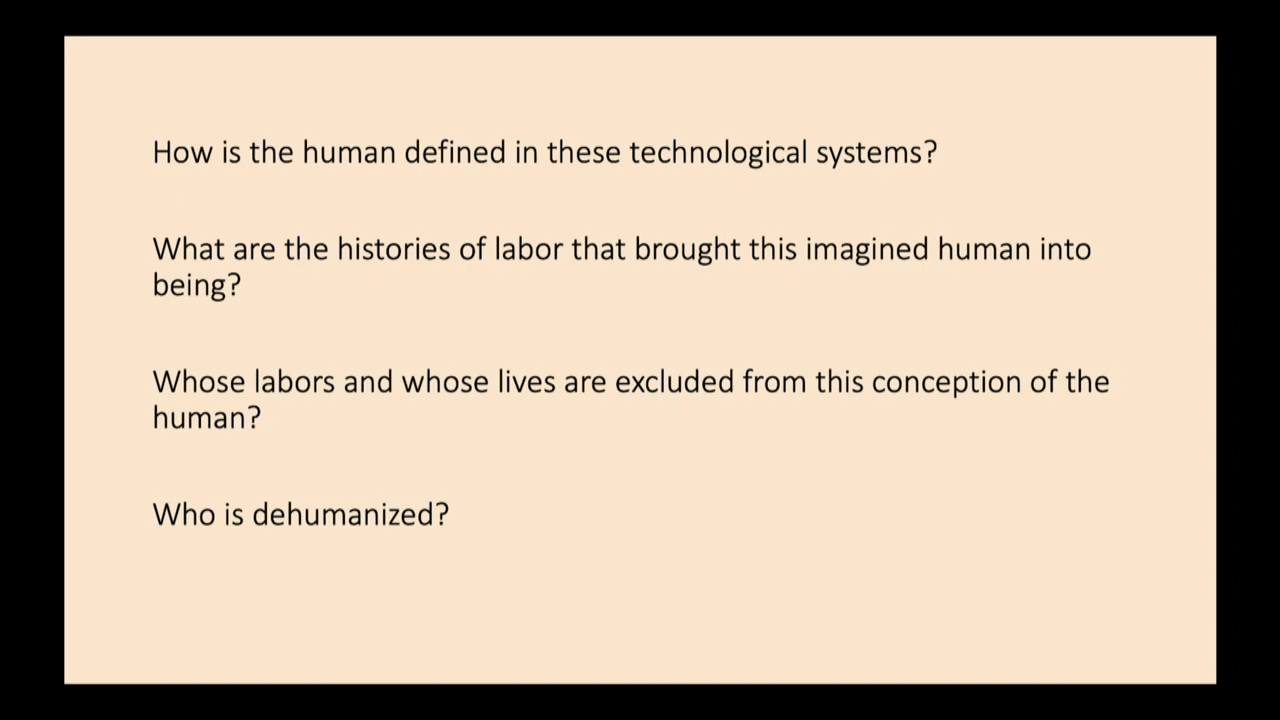 How is the human defined in these technological systems?
What are the histories of labor that brought this imagined human into
being?
Whose labors and whose lives are excluded from this conception of the
human?
Who is dehumanized?